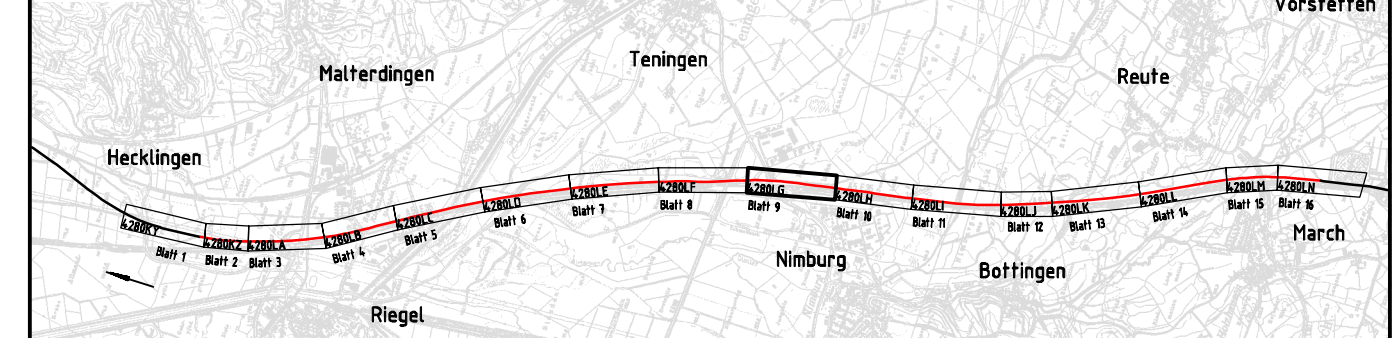 Vorstetten
Malterdingen
Teningen
Reute
Hecklingen
4280KY
4280KZ
4280LA
4280LB
4280LC
4280LD
4280LE
4280LF
4280LG
4280LH
4280LI
4280LJ
4280LK
4280LL
4280LM
4280LN
Blatt 1
Blatt 2
Blatt 3
Blatt 4
Blatt 5
Blatt 6
Blatt 7
Blatt 8
Blatt 9
Blatt 10
Blatt 11
Blatt 12
Blatt 13
Blatt 14
Blatt 15
Blatt 16
March
Nimburg
Bottingen
Riegel